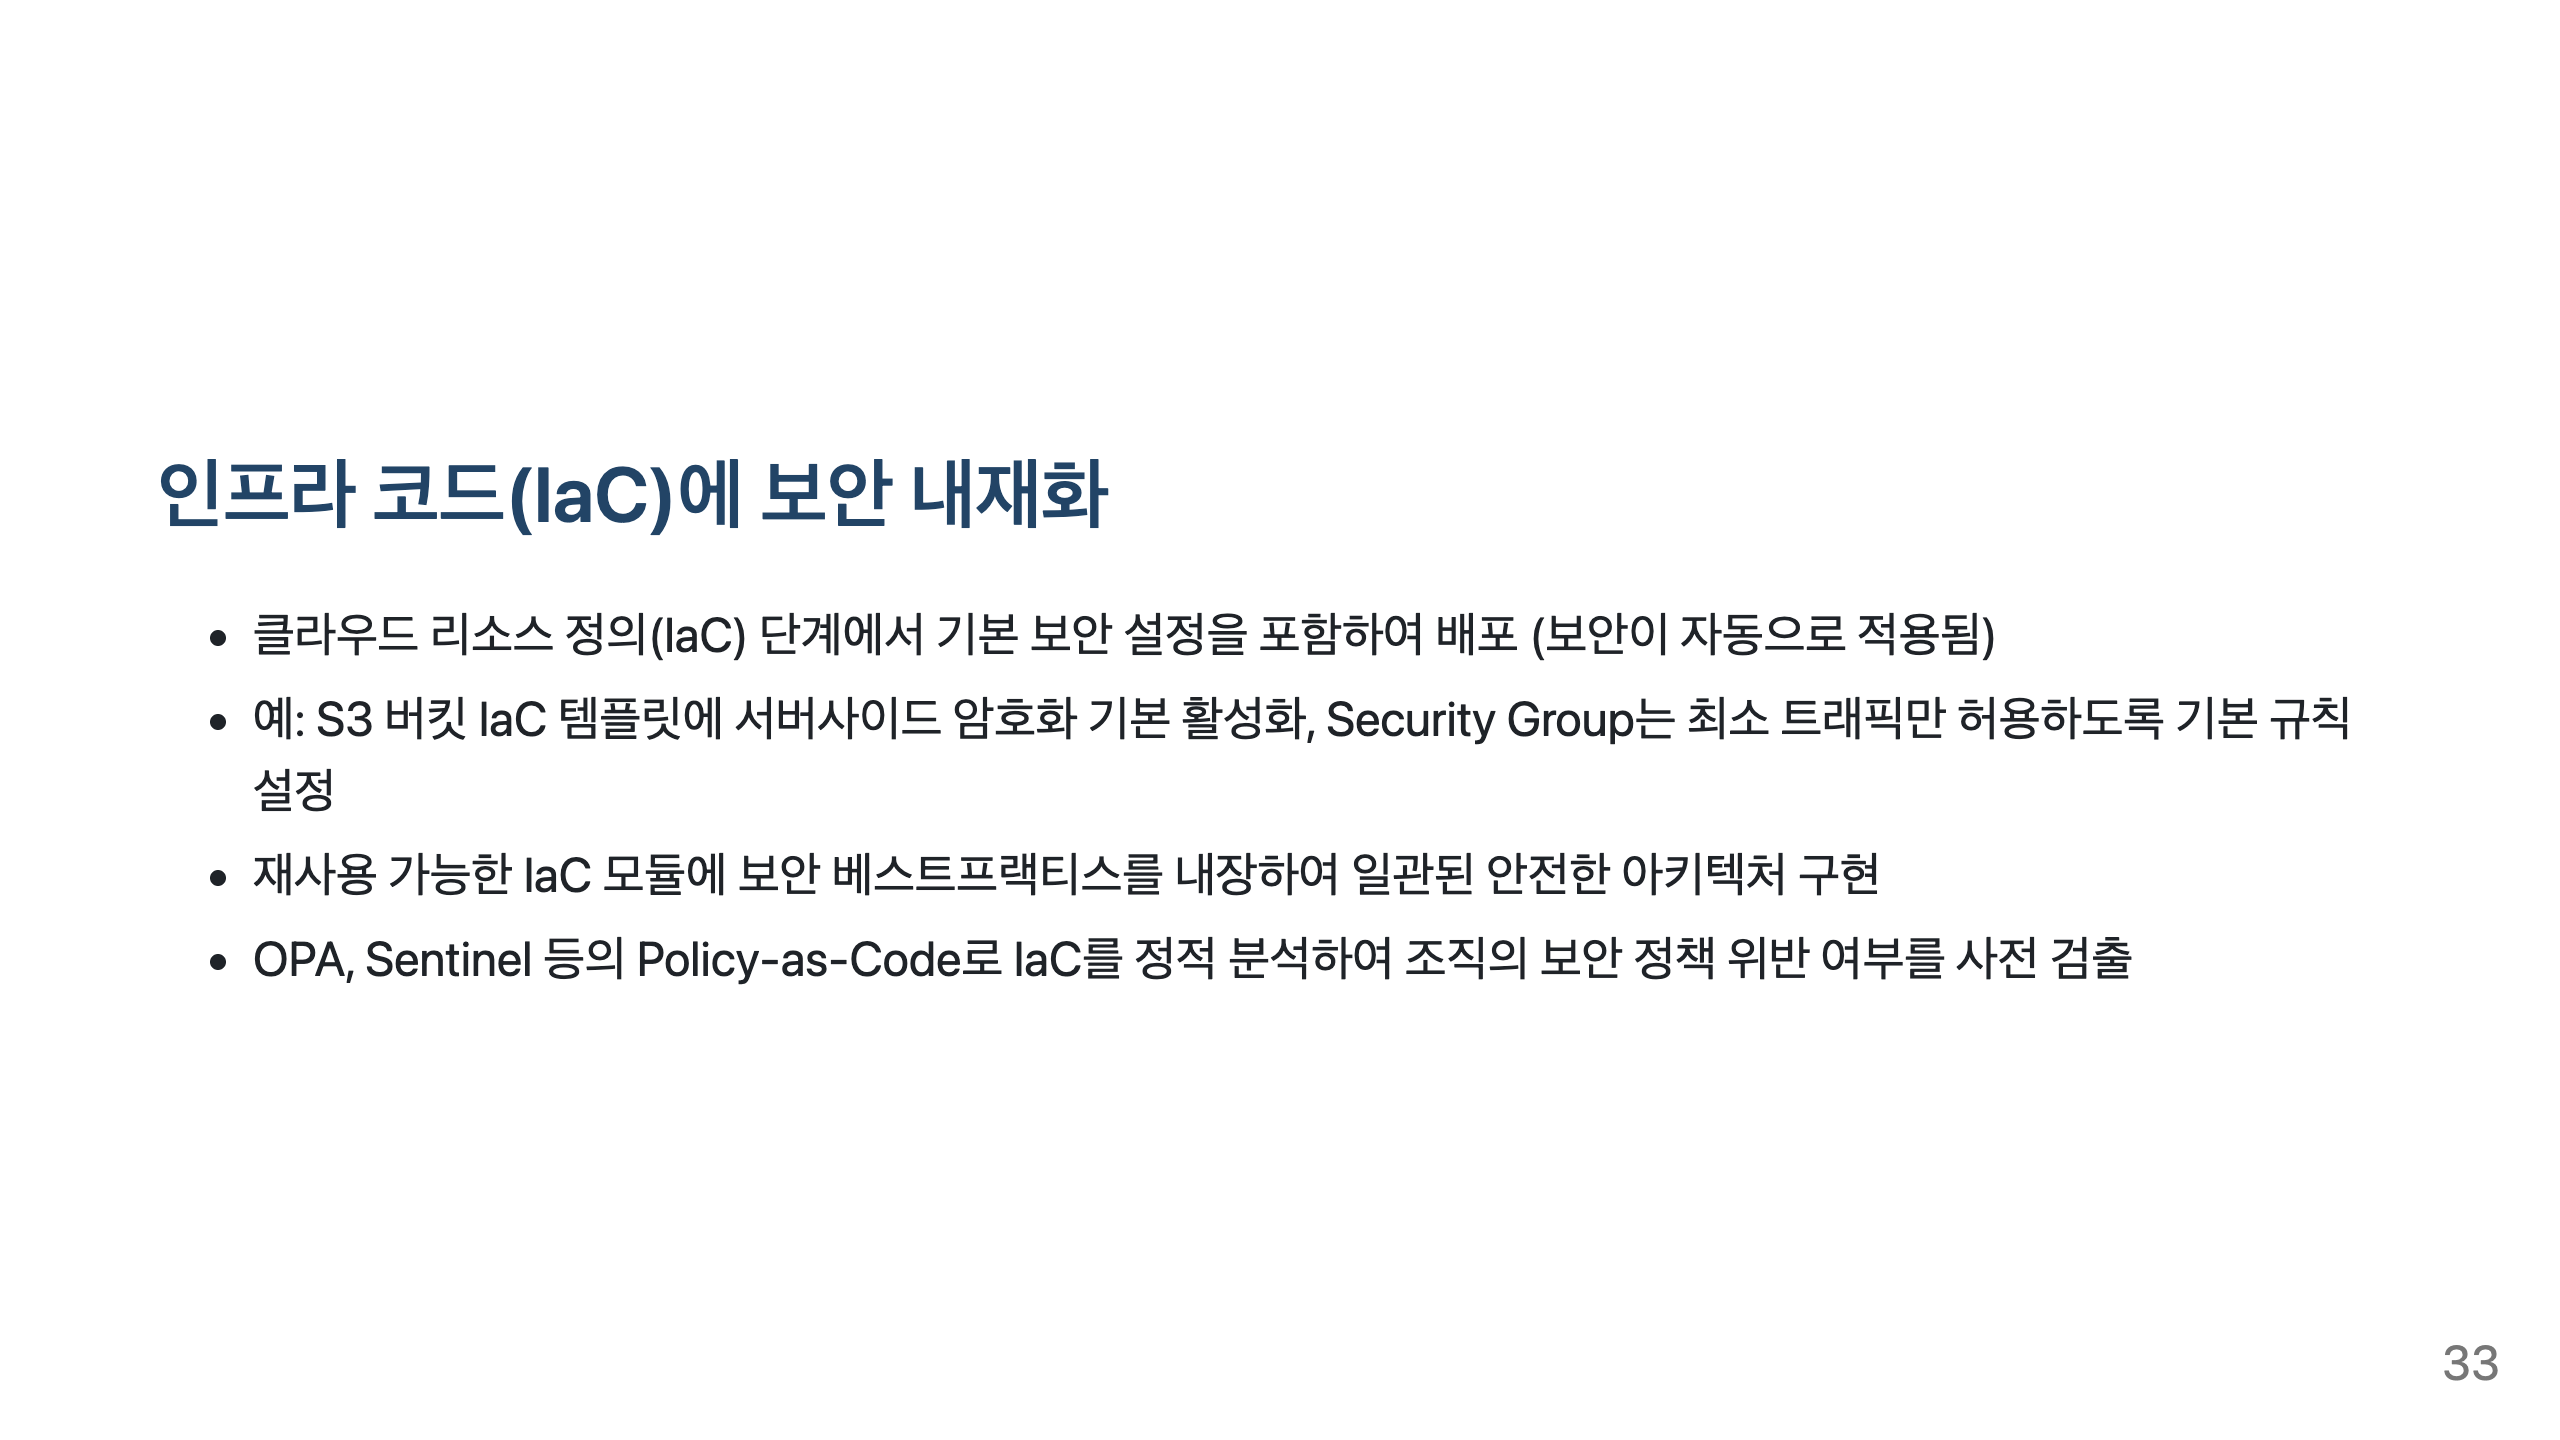 인프라 코드(IaC)에 보안 내재화
• 클라우드 리소스 정의(IaC) 단계에서 기본 보안 설정을 포함하여 배포 (보안이 자동으로 적용됨)
• 예: S3 버킷 IaC 템플릿에 서버사이드 암호화 기본 활성화, Security Group는 최소 트래픽만 허용하도록 기본 규칙
설정
• 재사용 가능한 IaC 모듈에 보안 베스트프랙티스를 내장하여 일관된 안전한 아키텍처 구현
• OPA, Sentinel 등의 Policy-as-Code로 IaC를 정적 분석하여 조직의 보안 정책 위반 여부를 사전 검출
33